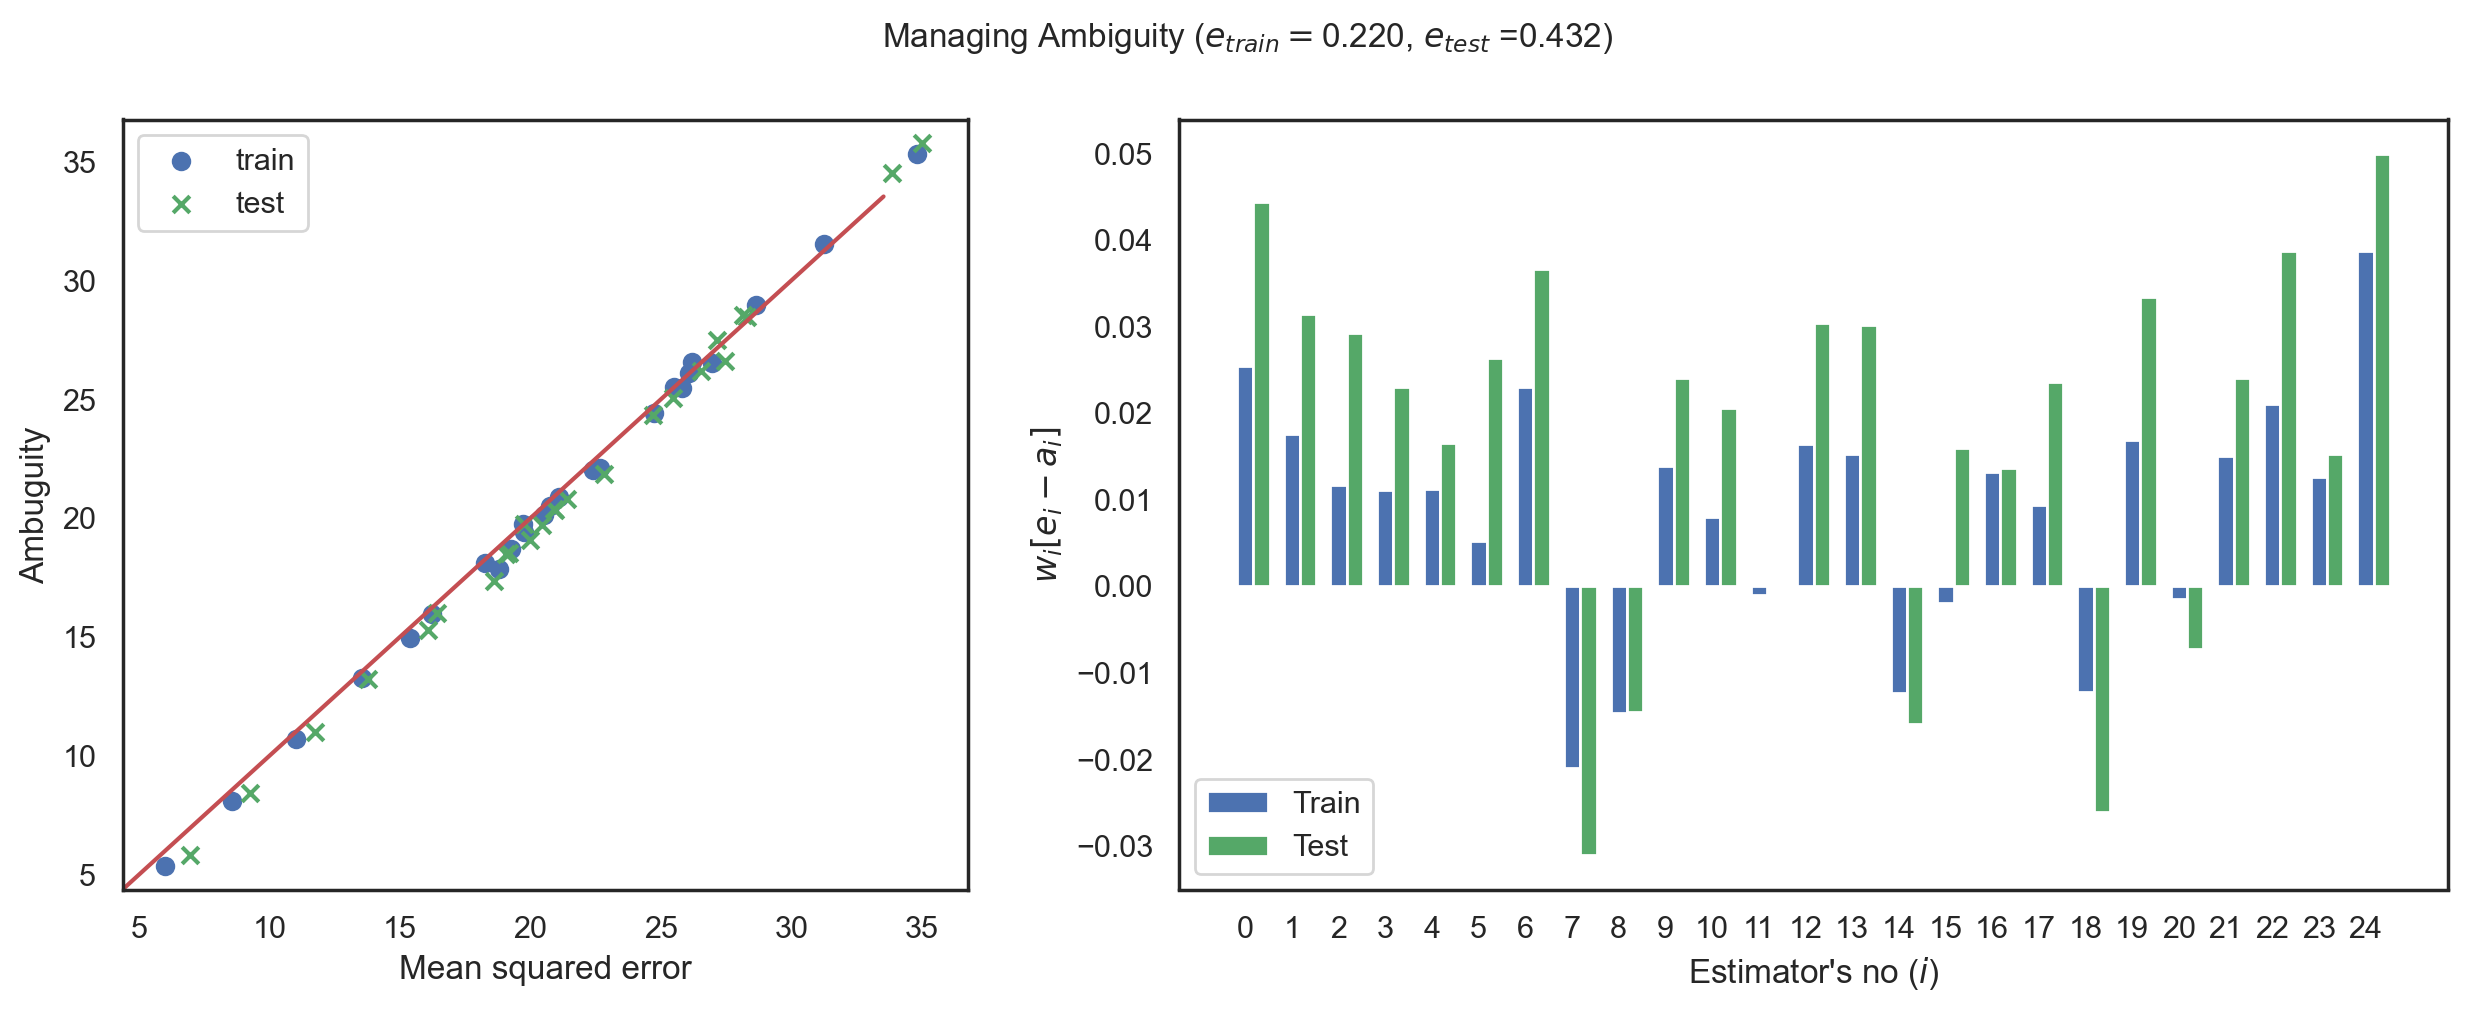 Managing Ambiguity (e_train = 0.220, e_test =0.432)
train
test
35
30
25
20
15
10
5
Ambuguity
5 10 15 20 25 30 35
Mean squared error
0.05
0.04
0.03
0.02
0.01
0.00
−0.01
−0.02
−0.03
w_i[e_i − a_i]
Train
Test
0 1 2 3 4 5 6 7 8 9 10 11 12 13 14 15 16 17 18 19 20 21 22 23 24
Estimator's no (i)